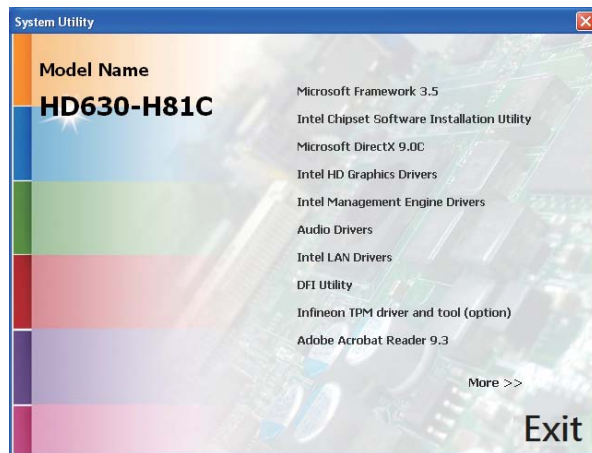 System Utility
Model Name
HD630-H81C
Microsoft Framework 3.5
Intel Chipset Software Installation Utility
Microsoft DirectX 9.0C
Intel HD Graphics Drivers
Intel Management Engine Drivers
Audio Drivers
Intel LAN Drivers
DFI Utility
Infineon TPM driver and tool (option)
Adobe Acrobat Reader 9.3
More >>
Exit